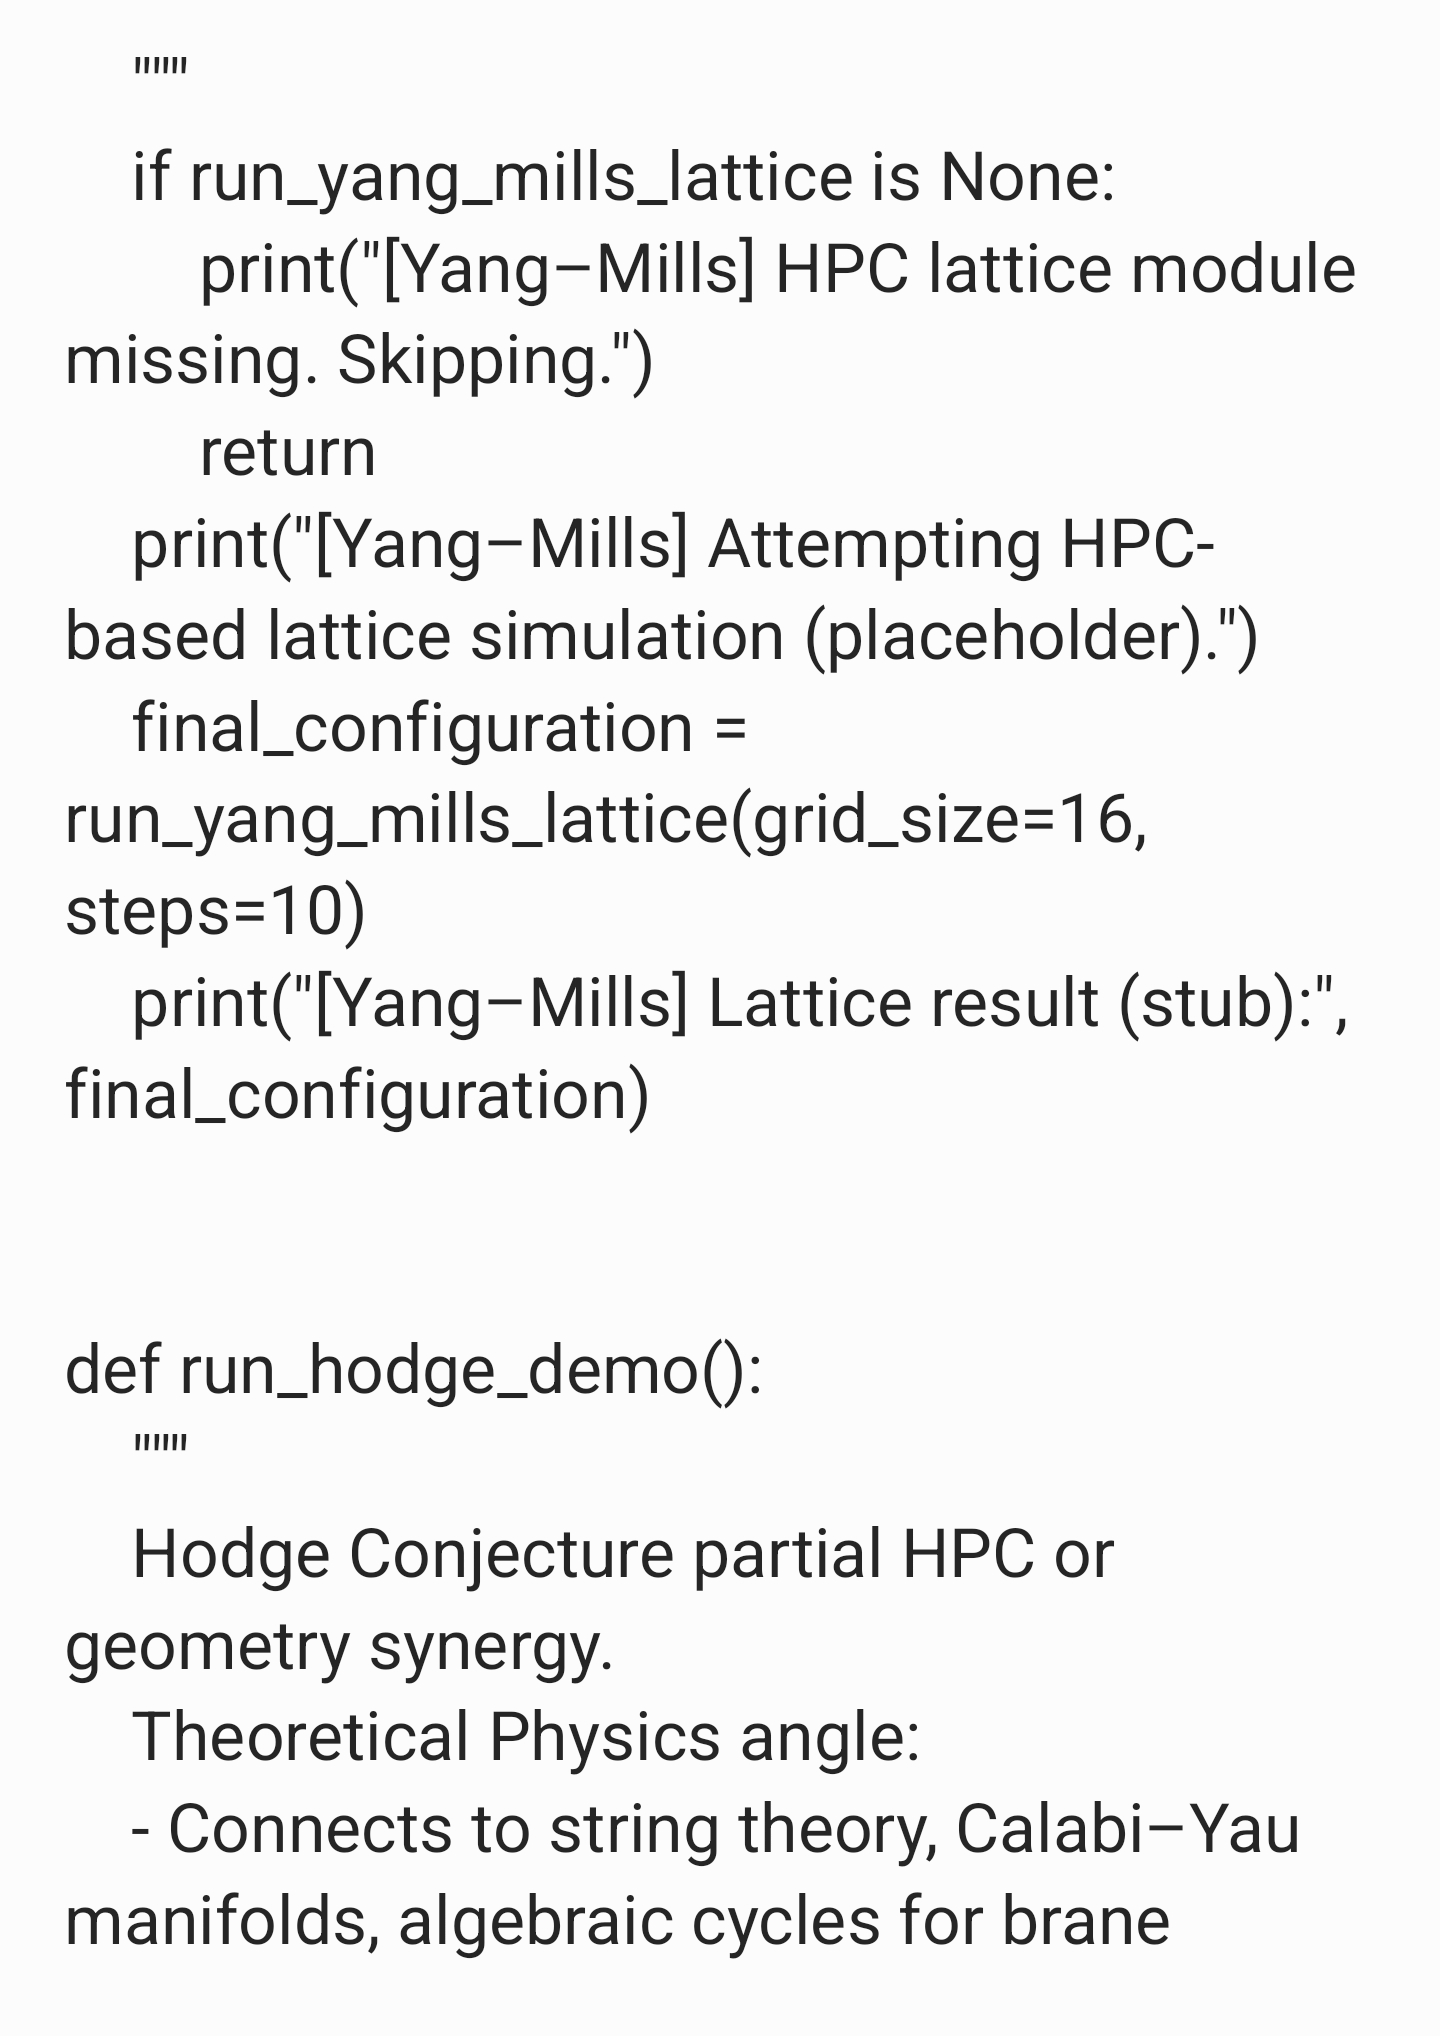 """
if run_yang_mills_lattice is None:
print("[Yang–Mills] HPC lattice module
missing. Skipping.")
return
print("[Yang–Mills] Attempting HPC-
based lattice simulation (placeholder).")
final_configuration =
run_yang_mills_lattice(grid_size=16,
steps=10)
print("[Yang–Mills] Lattice result (stub):",
final_configuration)
def run_hodge_demo():
"""
Hodge Conjecture partial HPC or
geometry synergy.
Theoretical Physics angle:
- Connects to string theory, Calabi–Yau
manifolds, algebraic cycles for brane